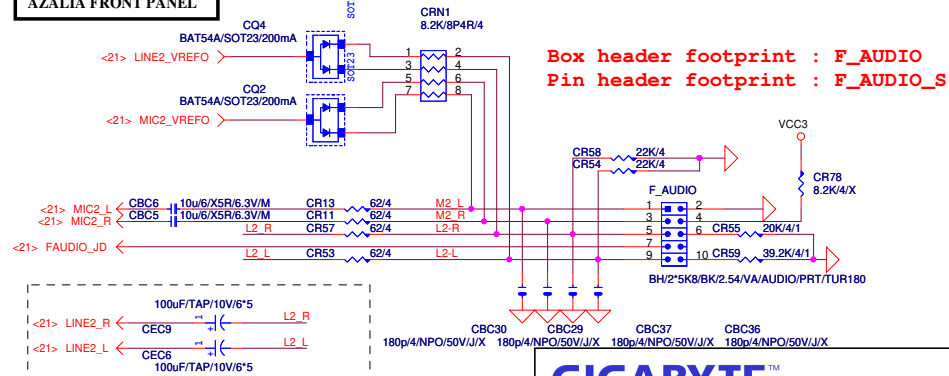 AZALIA FRONT PANEL
SOT
CQ4
BAT54A/SOT23/200mA
SOT23
CRN1
8.2K/8P4R/4
<21> LINE2_VREFO
1 2
3 4
5 6
7 8
Box header footprint : F_AUDIO
Pin header footprint : F_AUDIO_S
CQ2
BAT54A/SOT23/200mA
<21> MIC2_VREFO
VCC3
CR58 22K/4
CR54 22K/4
CR78
8.2K/4/X
F_AUDIO
<21> MIC2_L CBC6 10u/6/X5R/6.3V/M CR13 62/4 M2_L 1 2
<21> MIC2_R CBC5 10u/6/X5R/6.3V/M CR11 62/4 M2_R 3 4
L2_R CR57 62/4 L2-R 5 6 CR55 20K/4/1
<21> FAUDIO_JD 7
L2_L CR53 62/4 L2-L 9 10 CR59 39.2K/4/1
BH/2*5K8/BK/2.54/VA/AUDIO/PRT/TUR180
100uF/TAP/10V/6*5
<21> LINE2_R 1 + L2_R
CEC9
<21> LINE2_L 1 + L2_L
CEC6
100uF/TAP/10V/6*5
CBC30 CBC29 CBC37 CBC36
180p/4/NPO/50V/J/X 180p/4/NPO/50V/J/X 180p/4/NPO/50V/J/X 180p/4/NPO/50V/J/X
GIGABYTE™